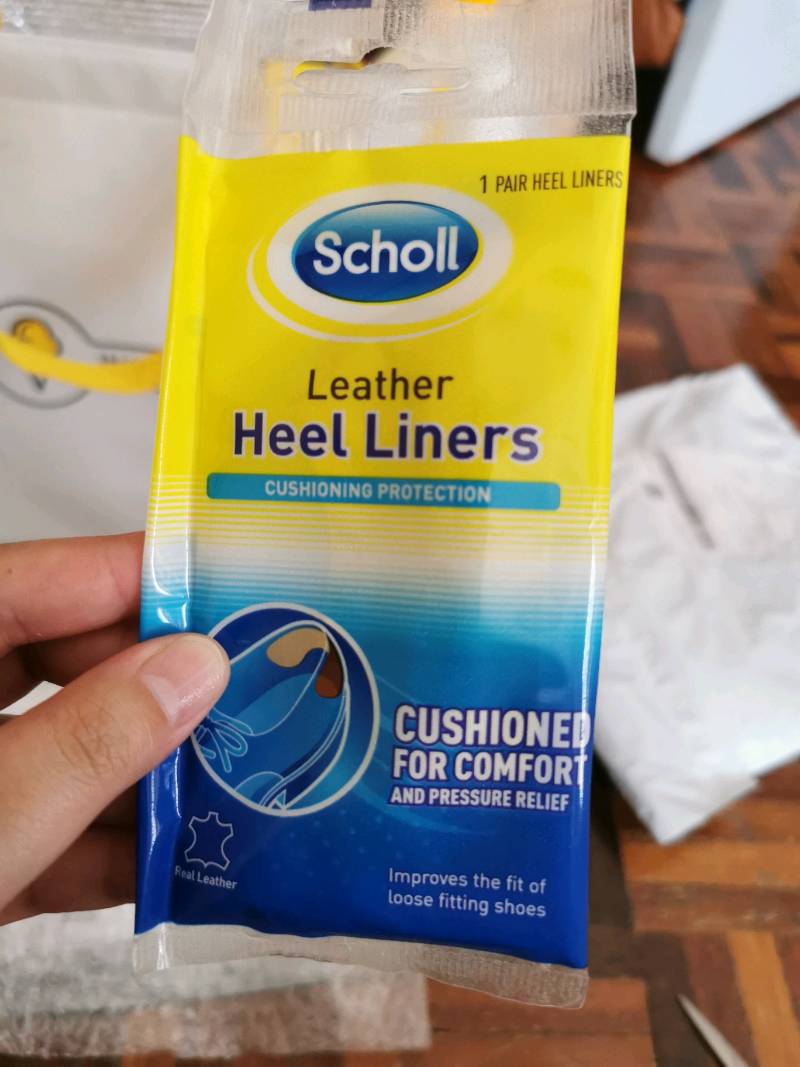 1 PAIR HEEL LINERS
Scholl
Leather
Heel Liners
CUSHIONING PROTECTION
CUSHIONED
FOR COMFORT
AND PRESSURE RELIEF
Real Leather
Improves the fit of
loose fitting shoes